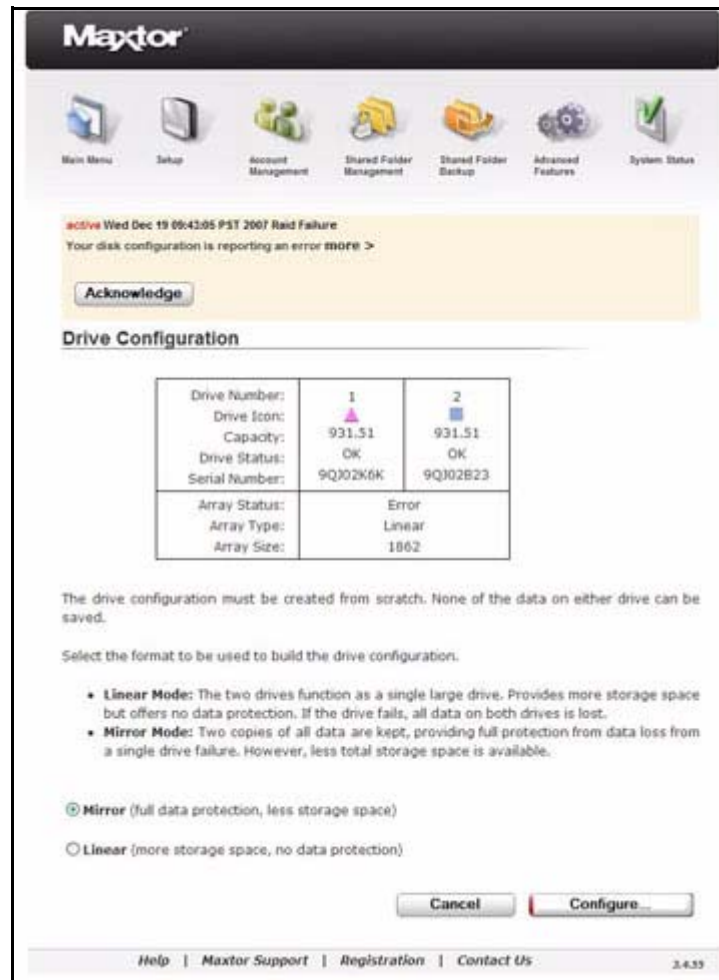 Maxtor
Main Menu
Setup
Account Management
Shared Folder Management
Shared Folder Backup
Advanced Features
System Status
active Wed Dec 19 09:43:05 PST 2007 Raid Failure
Your disk configuration is reporting an error more >
Acknowledge
Drive Configuration
Drive Number: 1 2
Drive Icon:
Capacity: 931.51 931.51
Drive Status: OK OK
Serial Number: 9QJ02K6K 9QJ02B23
Array Status: Error
Array Type: Linear
Array Size: 1862
The drive configuration must be created from scratch. None of the data on either drive can be
saved.
Select the format to be used to build the drive configuration.
• Linear Mode: The two drives function as a single large drive. Provides more storage space
but offers no data protection. If the drive fails, all data on both drives is lost.
• Mirror Mode: Two copies of all data are kept, providing full protection from data loss from
a single drive failure. However, less total storage space is available.
Mirror (full data protection, less storage space)
Linear (more storage space, no data protection)
Cancel
Configure...
Help | Maxtor Support | Registration | Contact Us